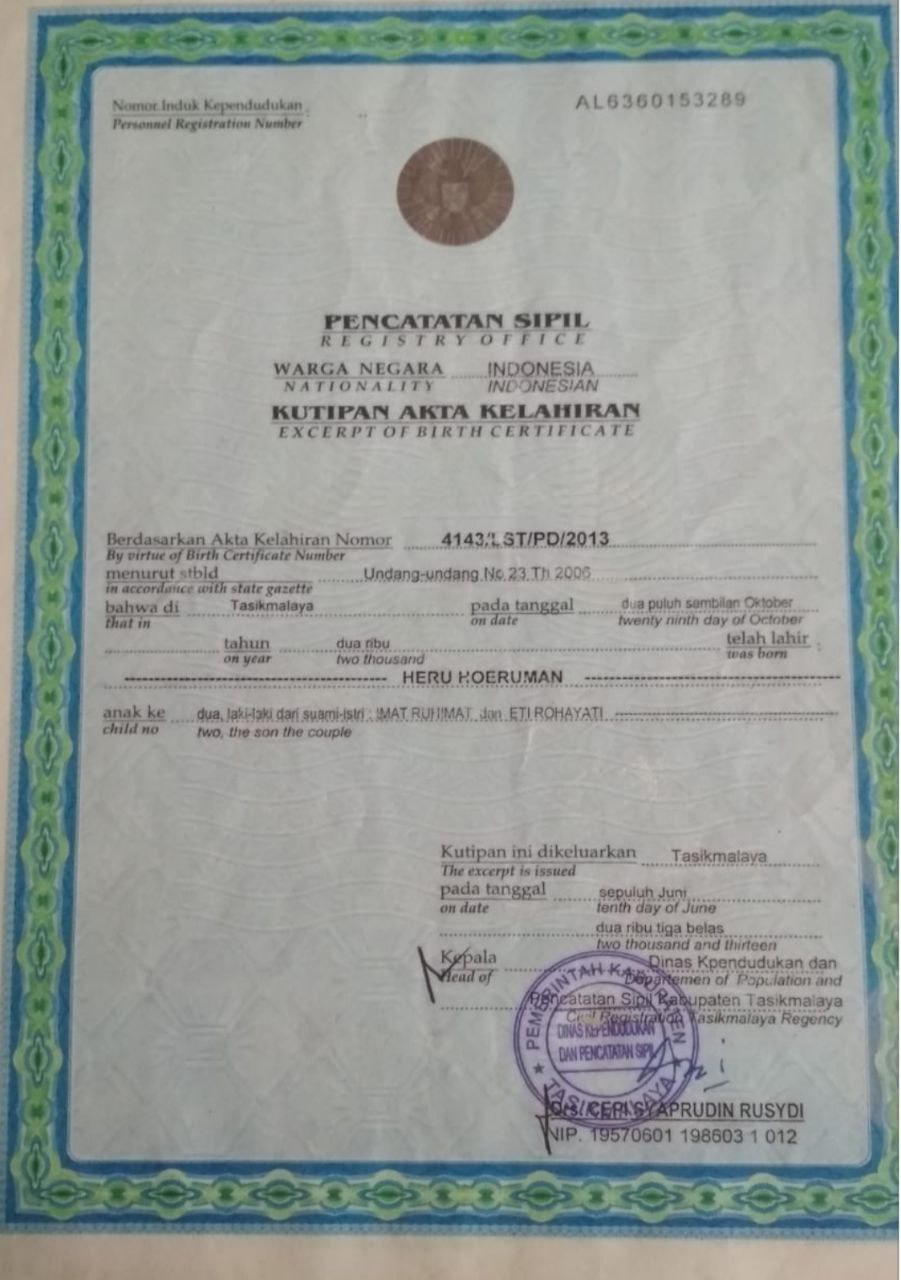 Nomor Induk Kependudukan :
Personnel Registration Number
AL6360153289
PENCATATAN SIPIL
REGISTRY OFFICE
WARGA NEGARA INDONESIA
NATIONALITY INDONESIAN
KUTIPAN AKTA KELAHIRAN
EXCERPT OF BIRTH CERTIFICATE
Berdasarkan Akta Kelahiran Nomor 4143/LST/PD/2013
By virtue of Birth Certificate Number
menurut stbld Undang-undang No.23 Th 2006
in accordance with state gazette
bahwa di Tasikmalaya pada tanggal dua puluh sembilan Oktober
that in on date twenty ninth day of October
tahun dua ribu telah lahir :
on year two thousand was born
HERU HOERUMAN
anak ke dua, laki-laki dari suami-istri : IMAT RUHIMAT dan ETI ROHAYATI
child no two, the son the couple
Kutipan ini dikeluarkan Tasikmalaya
The excerpt is issued
pada tanggal sepuluh Juni
on date tenth day of June
dua ribu tiga belas
two thousand and thirteen
Kepala Dinas Kpendudukan dan
Head of Departemen of Population and
Pencatatan Sipil Kabupaten Tasikmalaya
Civil Registration Tasikmalaya Regency
PEMERINTAH KABUPATEN
DINAS KEPENDUDUKAN
DAN PENCATATAN SIPIL
TASIKMALAYA
Drs. CEPI SYAPRUDIN RUSYDI
NIP. 19570601 198603 1 012